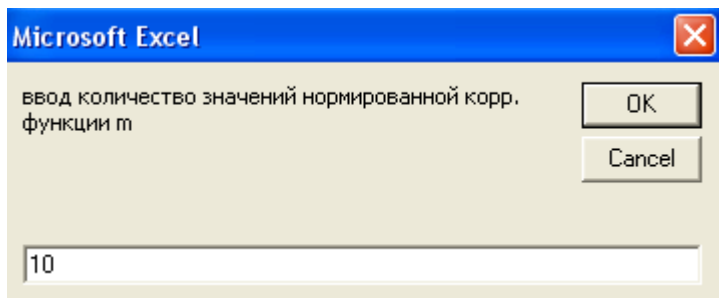 Microsoft Excel
ввод количество значений нормированной корр.
функции m
OK
Cancel
10